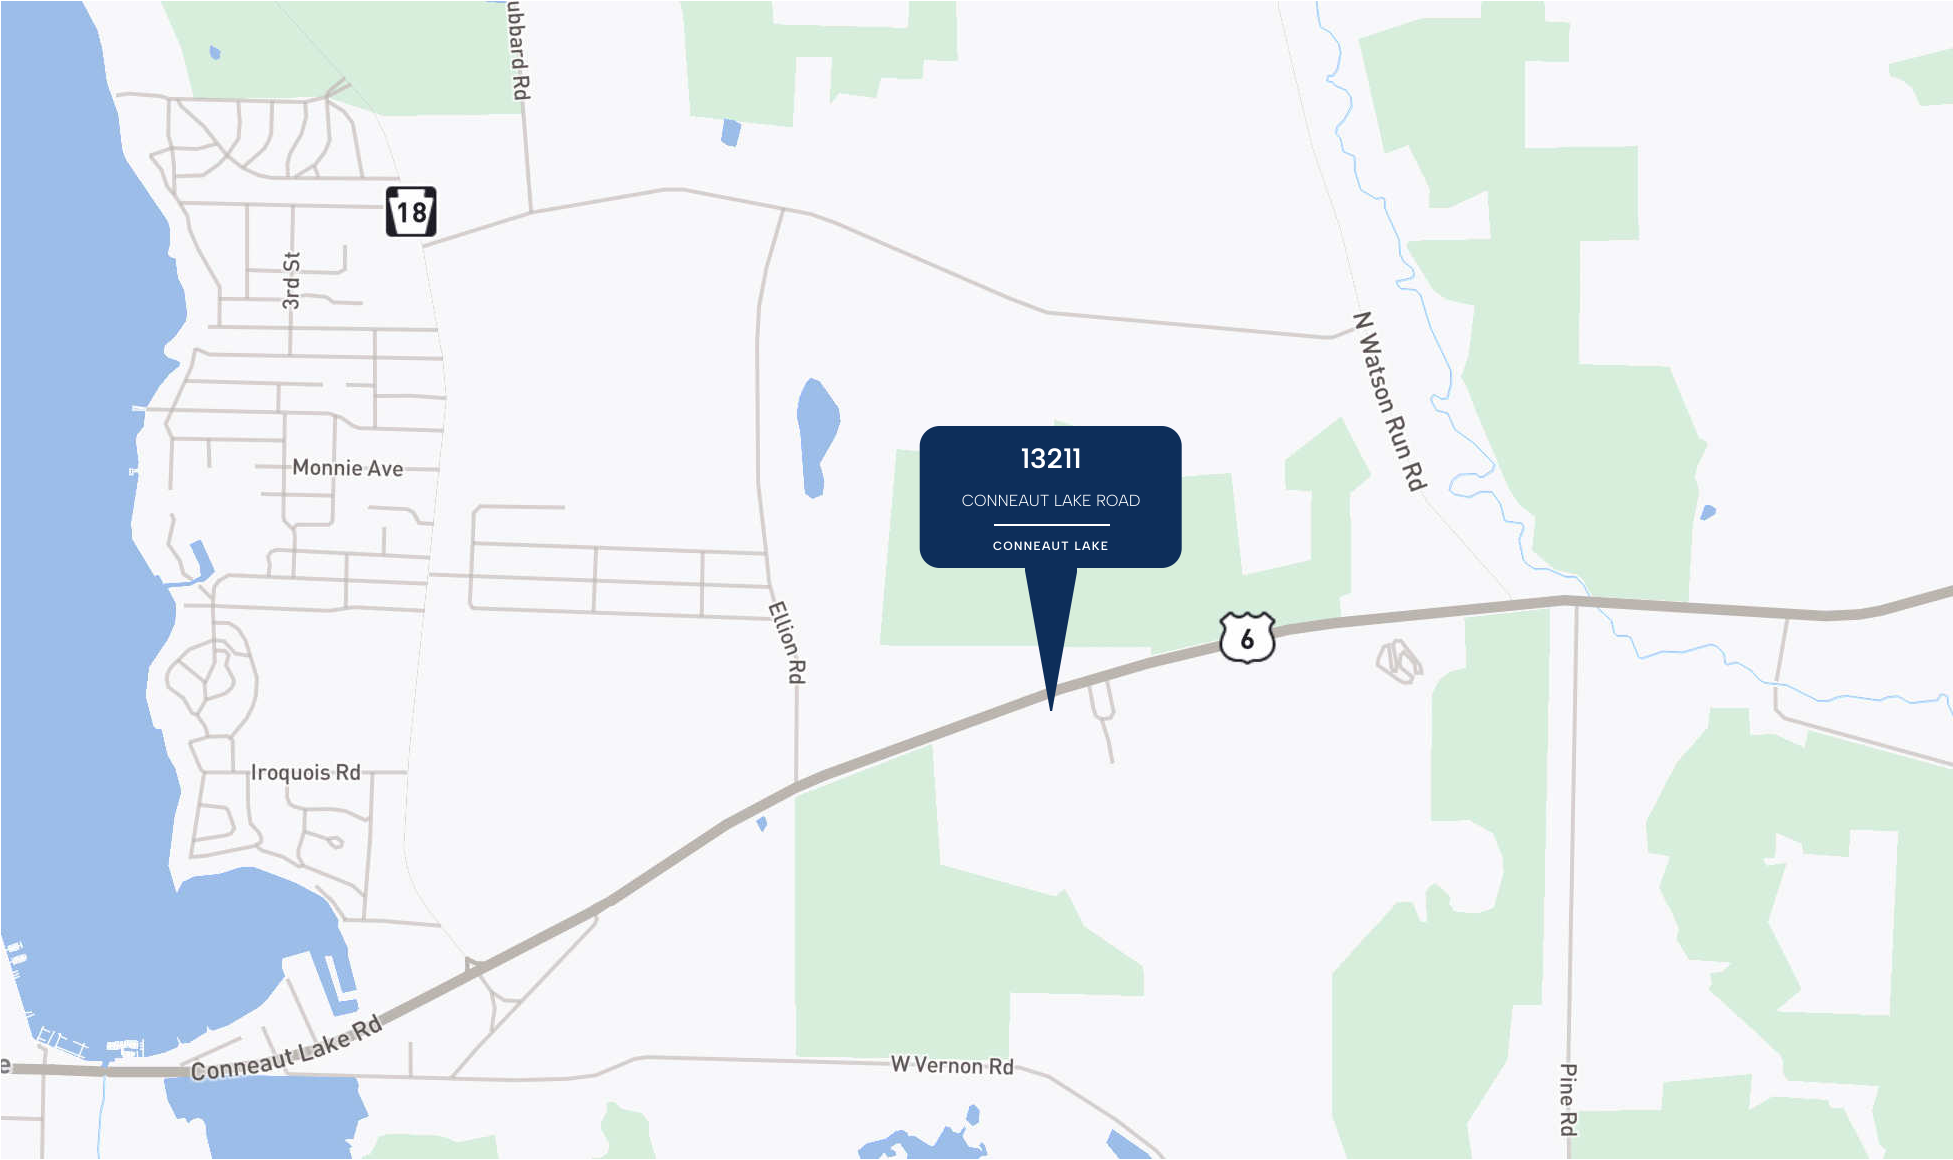 ubbard Rd
18
3rd St
N Watson Run Rd
13211
CONNEAUT LAKE ROAD
CONNEAUT LAKE
Monnie Ave
Ellion Rd
6
Iroquois Rd
Conneaut Lake Rd
e
W Vernon Rd
Pine Rd